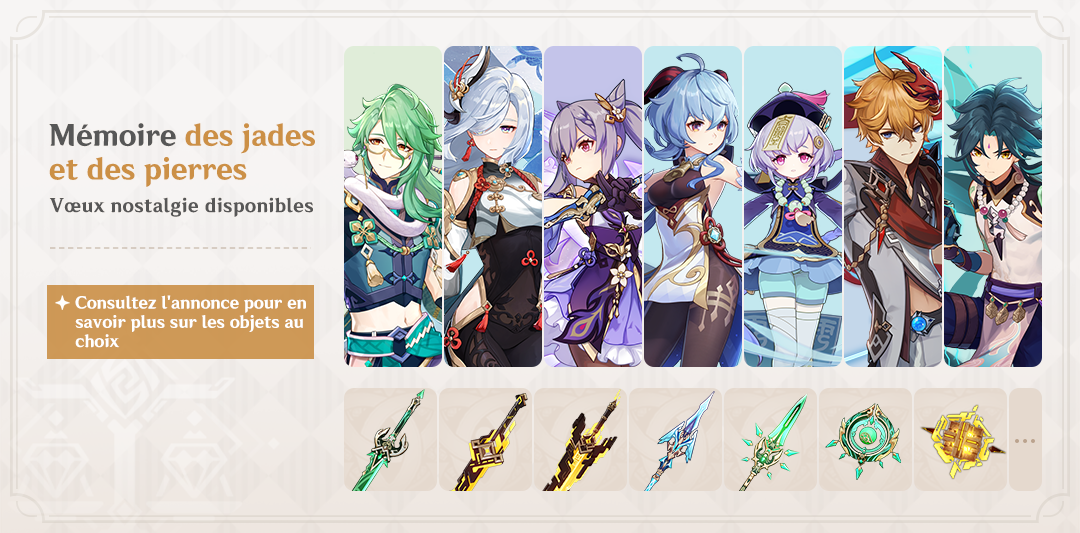 Mémoire des jades
et des pierres
Vœux nostalgie disponibles
Consultez l'annonce pour en
savoir plus sur les objets au
choix